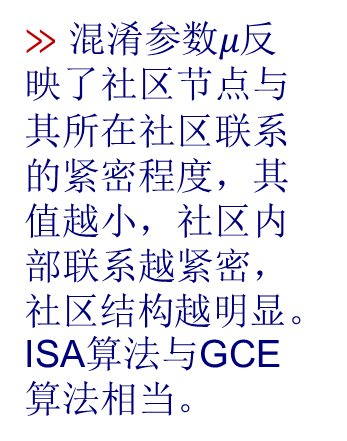 >> 混淆参数μ反
映了社区节点与
其所在社区联系
的紧密程度，其
值越小，社区内
部联系越紧密，
社区结构越明显。
ISA算法与GCE
算法相当。